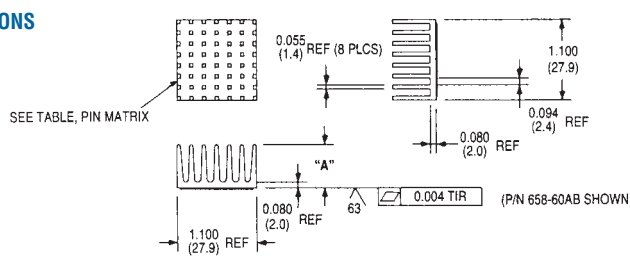 ONS
0.055
(1.4) REF (8 PLCS)
1.100
(27.9)
SEE TABLE, PIN MATRIX
0.094
(2.4) REF
0.080
(2.0) REF
"A"
0.080
(2.0)
REF
63
0.004 TIR
(P/N 658-60AB SHOWN
1.100
(27.9) REF